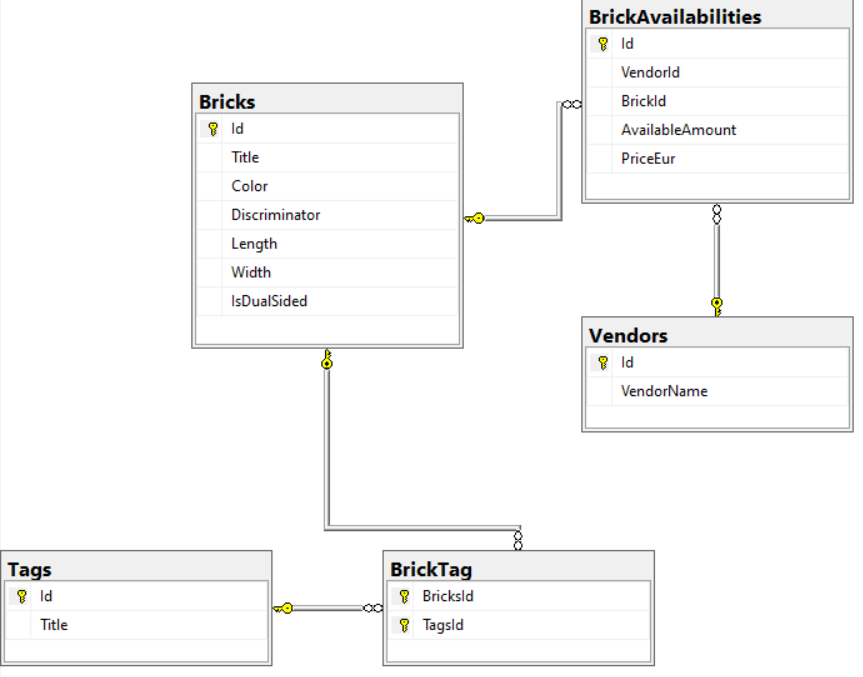 BrickAvailabilities
Id
VendorId
BrickId
AvailableAmount
PriceEur
Bricks
Id
Title
Color
Discriminator
Length
Width
IsDualSided
Vendors
Id
VendorName
Tags
Id
Title
BrickTag
BricksId
TagsId